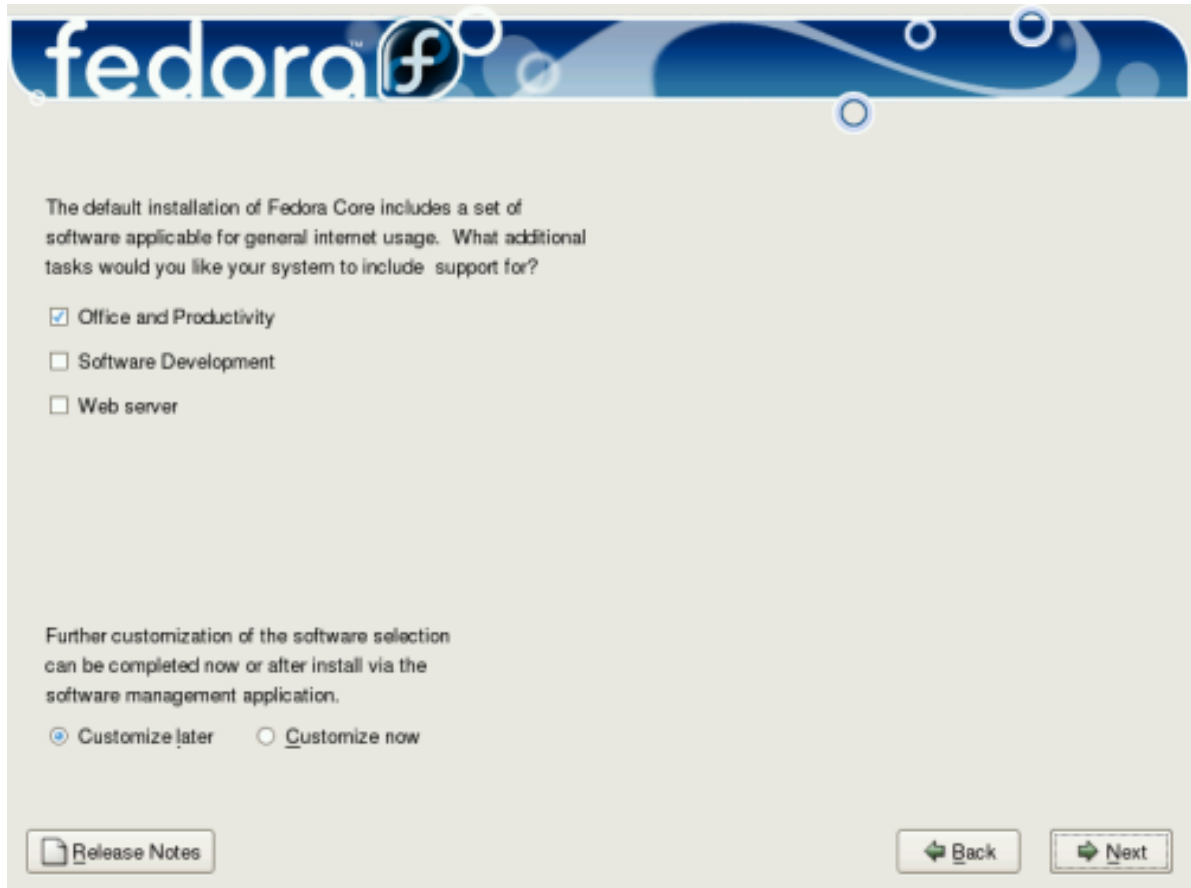 fedora™
The default installation of Fedora Core includes a set of
software applicable for general internet usage.  What additional
tasks would you like your system to include  support for?
Office and Productivity
Software Development
Web server
Further customization of the software selection
can be completed now or after install via the
software management application.
Customize later    Customize now
Release Notes    Back    Next